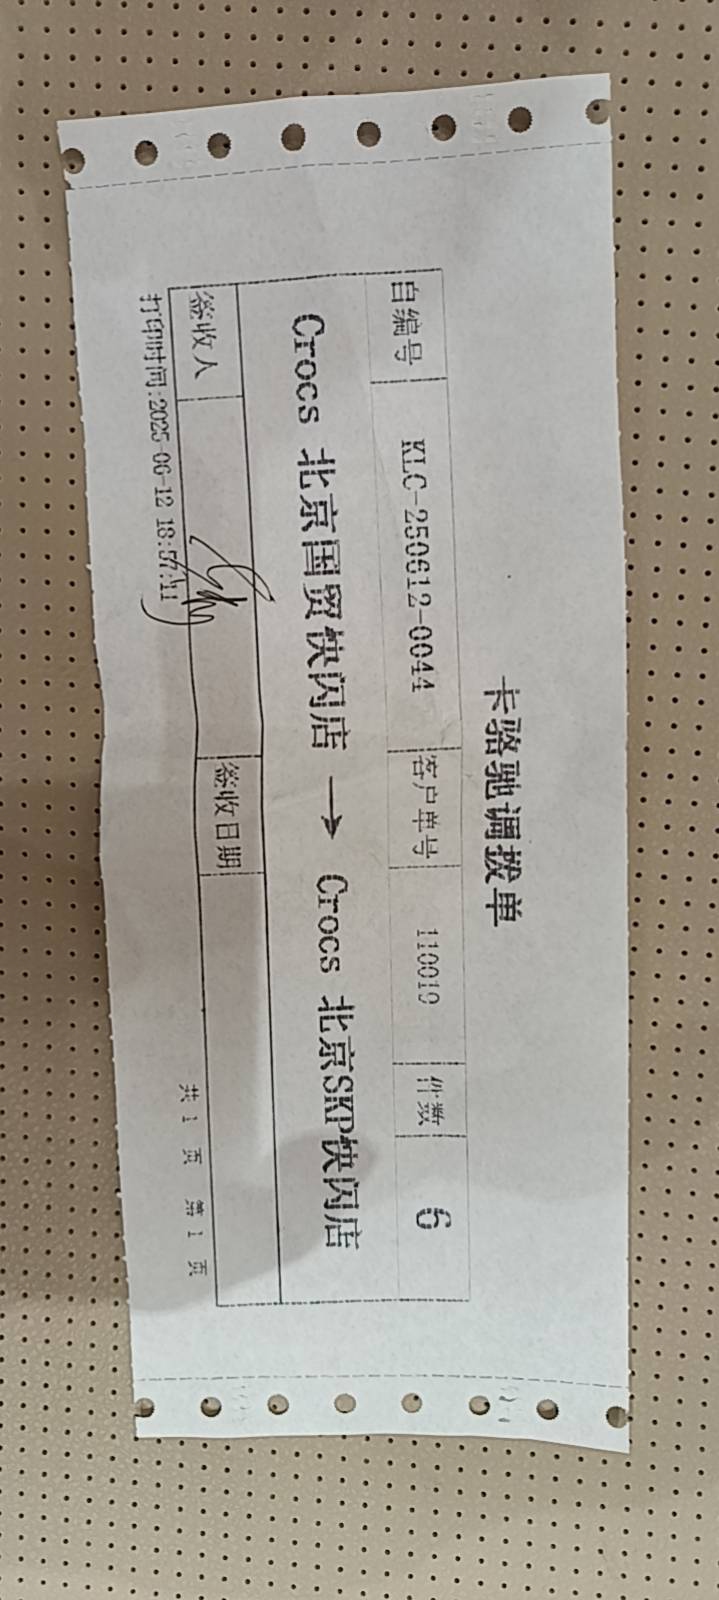 卡骆驰调拨单
自编号 KLC-250612-0044 客户单号 110019 件数 6
Crocs 北京国贸快闪店 → Crocs 北京SKP快闪店
签收人 签收日期
打印时间:2025-06-12 18:57:11 共 1 页 第 1 页